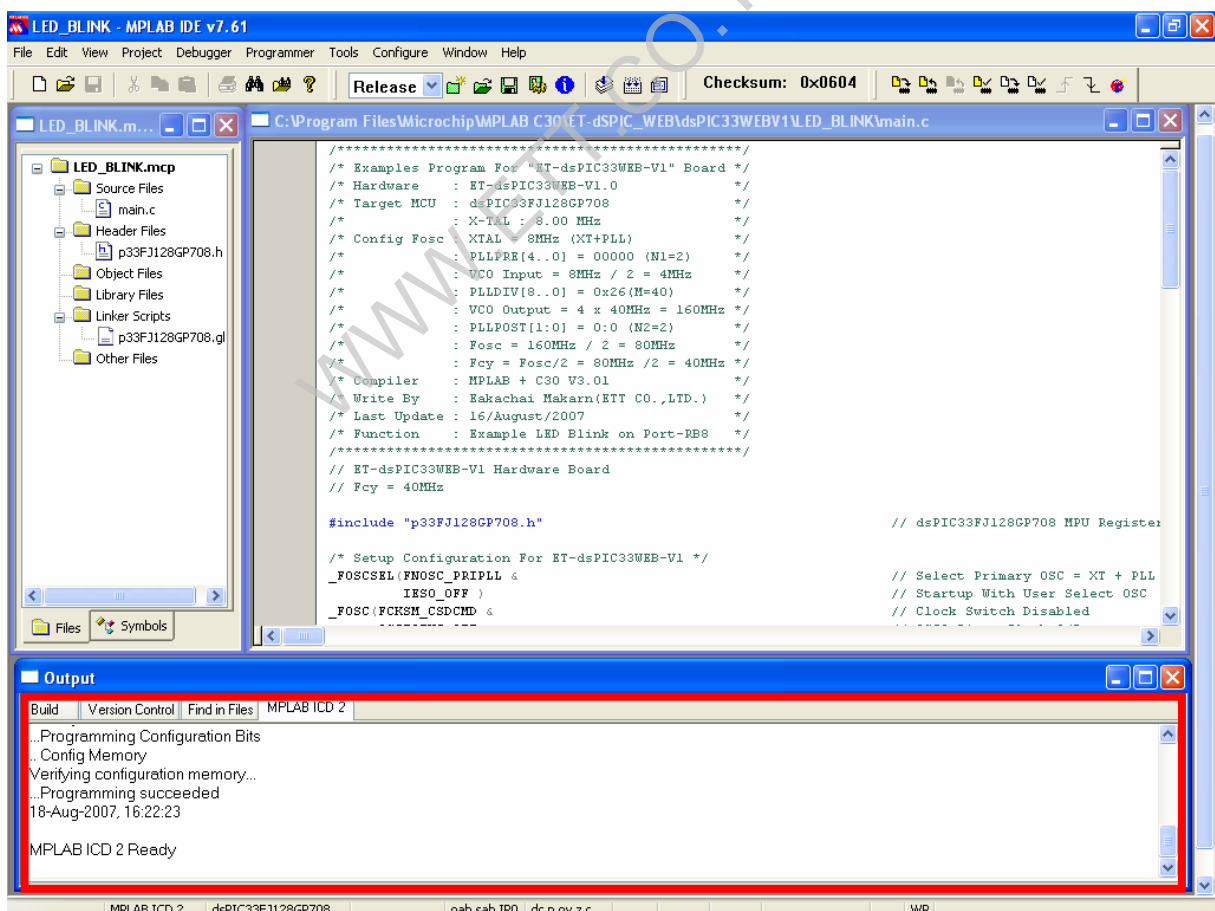 LED_BLINK - MPLAB IDE v7.61
File Edit View Project Debugger Programmer Tools Configure Window Help
Release Checksum: 0x0604
LED_BLINK.m...
LED_BLINK.mcp
Source Files
main.c
Header Files
p33FJ128GP708.h
Object Files
Library Files
Linker Scripts
p33FJ128GP708.gl
Other Files
Files Symbols
C:\Program Files\Microchip\MPLAB C30\ET-dSPIC_WEB\dsPIC33WEBV1\LED_BLINK\main.c
/*************************************************/
/* Examples Program For "ET-dsPIC33WEB-V1" Board */
/* Hardware : ET-dsPIC33WEB-V1.0 */
/* Target MCU : dsPIC33FJ128GP708 */
/* : X-TAL : 8.00 MHz */
/* Config Fosc : XTAL = 8MHz (XT+PLL) */
/* : PLLPRE[4..0] = 00000 (N1=2) */
/* : VCO Input = 8MHz / 2 = 4MHz */
/* : PLLDIV[8..0] = 0x26(M=40) */
/* : VCO Output = 4 x 40MHz = 160MHz */
/* : PLLPOST[1:0] = 0:0 (N2=2) */
/* : Fosc = 160MHz / 2 = 80MHz */
/* : Fcy = Fosc/2 = 80MHz /2 = 40MHz */
/* Compiler : MPLAB + C30 V3.01 */
/* Write By : Eakachai Makarn(ETT CO.,LTD.) */
/* Last Update : 16/August/2007 */
/* Function : Example LED Blink on Port-RB8 */
/*************************************************/
// ET-dsPIC33WEB-V1 Hardware Board
// Fcy = 40MHz
#include "p33FJ128GP708.h" // dsPIC33FJ128GP708 MPU Register
/* Setup Configuration For ET-dsPIC33WEB-V1 */
_FOSCSEL(FNOSC_PRIPLL & // Select Primary OSC = XT + PLL
IESO_OFF ) // Startup With User Select OSC
_FOSC(FCKSM_CSDCMD & // Clock Switch Disabled
WWW.ETT.CO.
Output
Build Version Control Find in Files MPLAB ICD 2
...Programming Configuration Bits
.. Config Memory
Verifying configuration memory...
...Programming succeeded
18-Aug-2007, 16:22:23
MPLAB ICD 2 Ready
MPLAB ICD 2 dsPIC33FJ128GP708 oab sab IP0 dc n ov z c WR